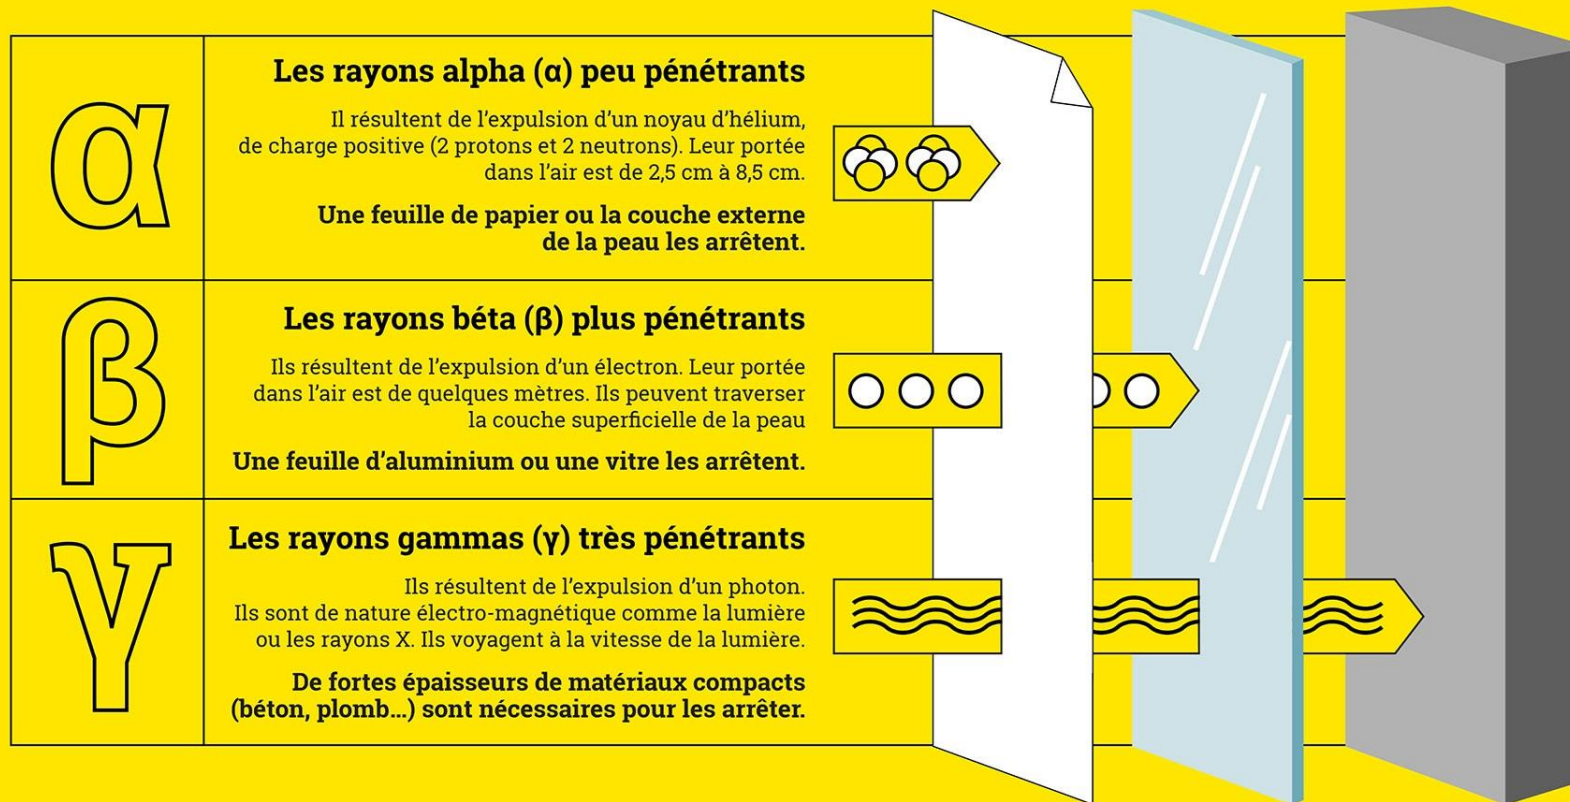 α
Les rayons alpha (α) peu pénétrants
Il résultent de l’expulsion d’un noyau d’hélium,
de charge positive (2 protons et 2 neutrons). Leur portée
dans l’air est de 2,5 cm à 8,5 cm.
Une feuille de papier ou la couche externe
de la peau les arrêtent.
β
Les rayons béta (β) plus pénétrants
Ils résultent de l’expulsion d’un électron. Leur portée
dans l’air est de quelques mètres. Ils peuvent traverser
la couche superficielle de la peau
Une feuille d’aluminium ou une vitre les arrêtent.
γ
Les rayons gammas (γ) très pénétrants
Ils résultent de l’expulsion d’un photon.
Ils sont de nature électro-magnétique comme la lumière
ou les rayons X. Ils voyagent à la vitesse de la lumière.
De fortes épaisseurs de matériaux compacts
(béton, plomb...) sont nécessaires pour les arrêter.